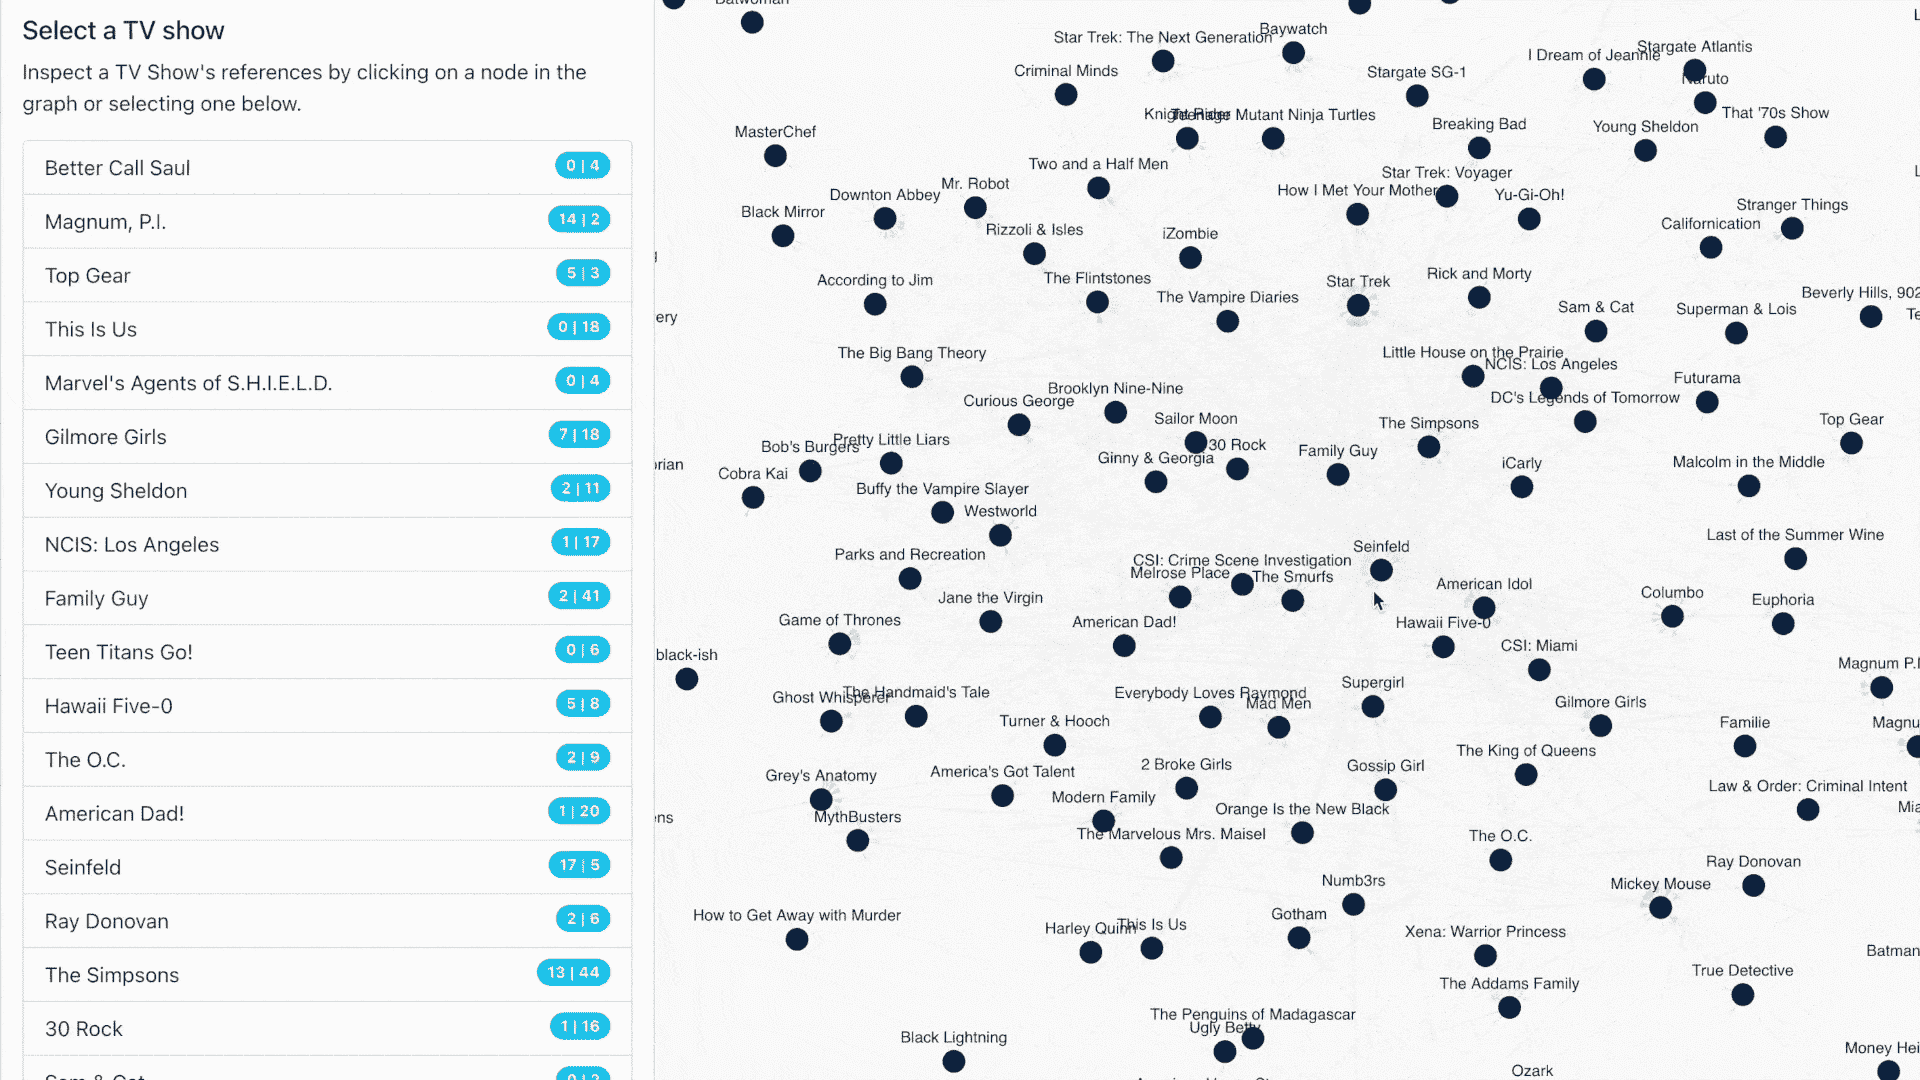 Select a TV show
Inspect a TV Show's references by clicking on a node in the
graph or selecting one below.
Better Call Saul 0 | 4
Magnum, P.I. 14 | 2
Top Gear 5 | 3
This Is Us 0 | 18
Marvel's Agents of S.H.I.E.L.D. 0 | 4
Gilmore Girls 7 | 18
Young Sheldon 2 | 11
NCIS: Los Angeles 1 | 17
Family Guy 2 | 41
Teen Titans Go! 0 | 6
Hawaii Five-0 5 | 8
The O.C. 2 | 9
American Dad! 1 | 20
Seinfeld 17 | 5
Ray Donovan 2 | 6
The Simpsons 13 | 44
30 Rock 1 | 16
Batwoman
Baywatch
Star Trek: The Next Generation
Stargate Atlantis
I Dream of Jeannie
Criminal Minds
Stargate SG-1
Naruto
Knight Rider
Teenage Mutant Ninja Turtles
That '70s Show
Breaking Bad
Young Sheldon
MasterChef
Two and a Half Men
Star Trek: Voyager
Mr. Robot
How I Met Your Mother
Downton Abbey
Yu-Gi-Oh!
Stranger Things
Black Mirror
Californication
Rizzoli & Isles
iZombie
Rick and Morty
The Flintstones
According to Jim
Star Trek
Beverly Hills, 902
The Vampire Diaries
Sam & Cat
Superman & Lois
Te
ery
The Big Bang Theory
Little House on the Prairie
NCIS: Los Angeles
Futurama
Brooklyn Nine-Nine
DC's Legends of Tomorrow
Curious George
Sailor Moon
Top Gear
The Simpsons
Pretty Little Liars
Bob's Burgers
30 Rock
Family Guy
Ginny & Georgia
iCarly
Malcolm in the Middle
rian
Cobra Kai
Buffy the Vampire Slayer
Westworld
Last of the Summer Wine
Seinfeld
Parks and Recreation
CSI: Crime Scene Investigation
Melrose Place
The Smurfs
American Idol
Columbo
Jane the Virgin
Euphoria
Game of Thrones
American Dad!
Hawaii Five-0
CSI: Miami
black-ish
Magnum P.I
Supergirl
The Handmaid's Tale
Ghost Whisperer
Everybody Loves Raymond
Mad Men
Gilmore Girls
Turner & Hooch
Familie
Magnu
The King of Queens
2 Broke Girls
Gossip Girl
America's Got Talent
Grey's Anatomy
Law & Order: Criminal Intent
Modern Family
Orange Is the New Black
Mia
ens
MythBusters
The Marvelous Mrs. Maisel
The O.C.
Ray Donovan
Numb3rs
Mickey Mouse
How to Get Away with Murder
Gotham
This Is Us
Harley Quinn
Xena: Warrior Princess
Batman
True Detective
The Addams Family
The Penguins of Madagascar
Ugly Betty
Black Lightning
Money Hei
Ozark